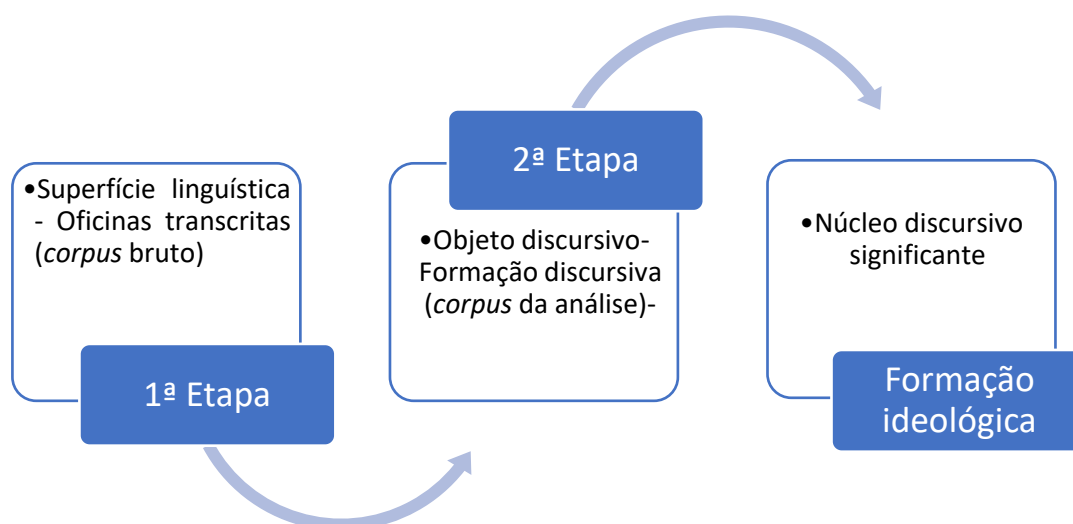 •Superfície linguística
- Oficinas transcritas
(corpus bruto)
1ª Etapa
2ª Etapa
•Objeto discursivo-
Formação discursiva
(corpus da análise)-
•Núcleo discursivo
significante
Formação
ideológica